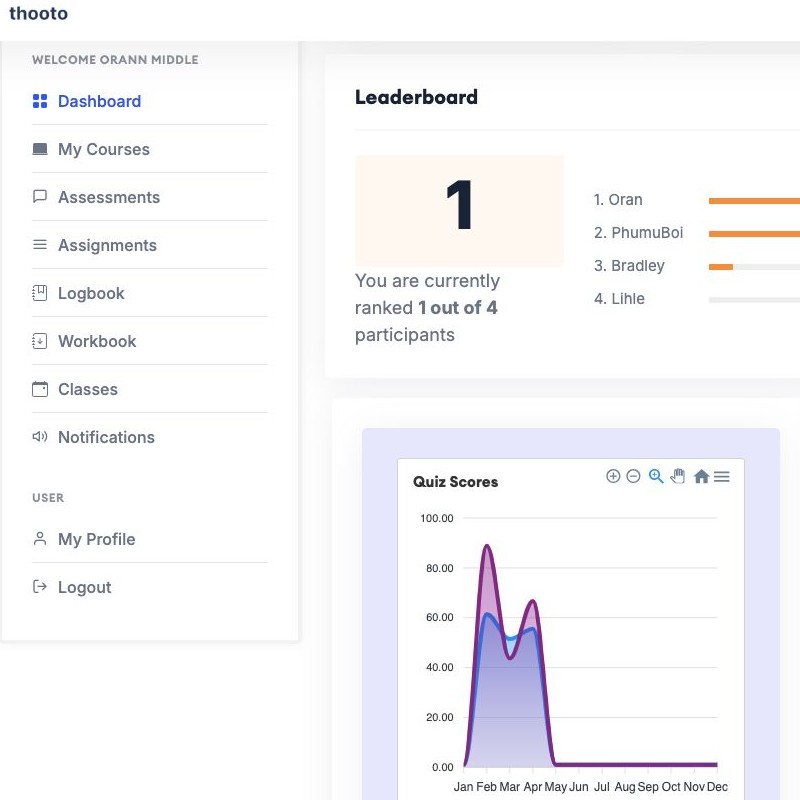 thooto
WELCOME ORANN MIDDLE
Dashboard
My Courses
Assessments
Assignments
Logbook
Workbook
Classes
Notifications
USER
My Profile
Logout
Leaderboard
1
You are currently
ranked 1 out of 4
participants
1. Oran
2. PhumuBoi
3. Bradley
4. Lihle
Quiz Scores
100.00
80.00
60.00
40.00
20.00
0.00
Jan Feb Mar Apr May Jun Jul Aug Sep Oct Nov Dec